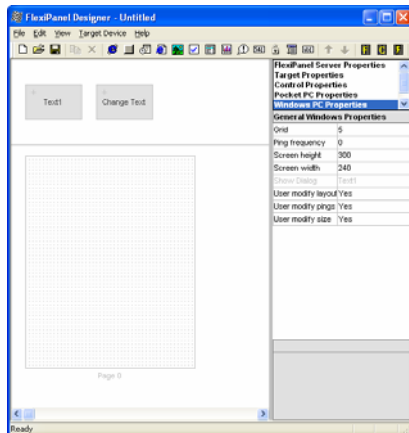 FlexiPanel Designer - Untitled
File Edit View Target Device Help
FlexiPanel Server Properties
Target Properties
Control Properties
Pocket PC Properties
Windows PC Properties
Text1
Change Text
General Windows Properties
Grid 5
Ping frequency 0
Screen height 300
Screen width 240
Show Dialog Text1
User modify layout Yes
User modify pings Yes
User modify size Yes
Page 0
Ready